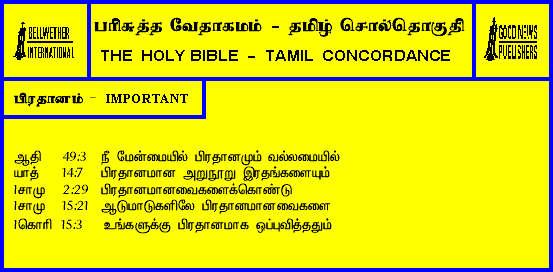 BELLWETHER
INTERNATIONAL
பரிசுத்த வேதாகமம் - தமிழ் சொல்தொகுதி
THE HOLY BIBLE - TAMIL CONCORDANCE
GOOD NEWS
PUBLISHERS
பிரதானம் - IMPORTANT
ஆதி 49:3 நீ மேன்மையில் பிரதானமும் வல்லமையில்
யாத் 14:7 பிரதானமான அறுநூறு இரதங்களையும்
1சாமு 2:29 பிரதானமானவைகளைக்கொண்டு
1சாமு 15:21 ஆடுமாடுகளிலே பிரதானமானவைகளை
1கொரி 15:3 உங்களுக்கு பிரதானமாக ஒப்புவித்ததும்